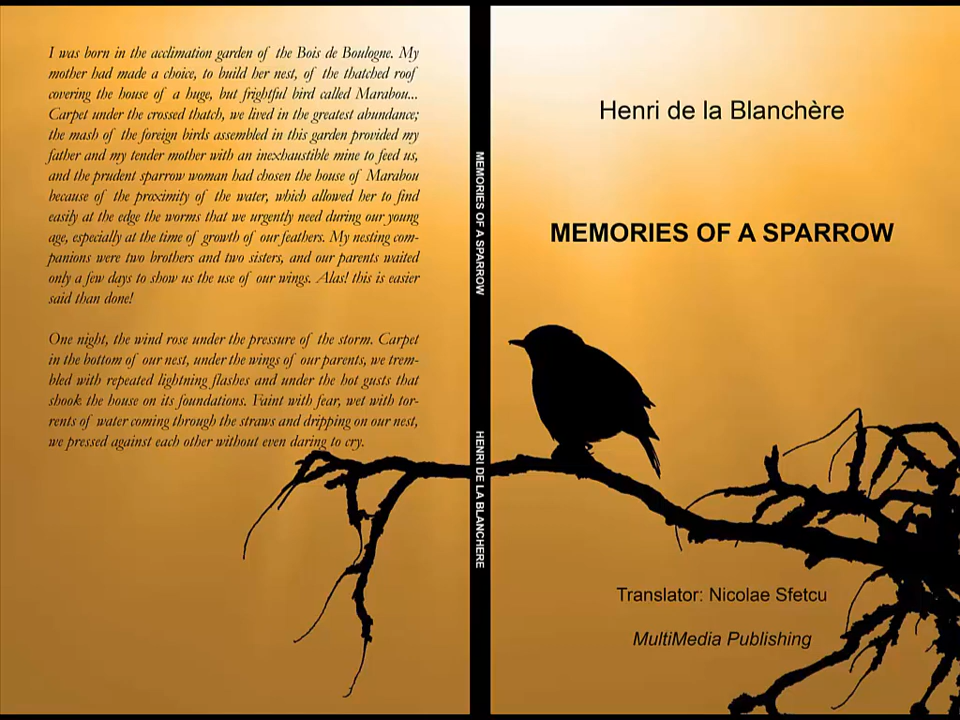 I was born in the acclimation garden of the Bois de Boulogne. My
mother had made a choice, to build her nest, of the thatched roof
covering the house of a huge, but frightful bird called Marabou...
Carpet under the crossed thatch, we lived in the greatest abundance;
the mash of the foreign birds assembled in this garden provided my
father and my tender mother with an inexhaustible mine to feed us,
and the prudent sparrow woman had chosen the house of Marabou
because of the proximity of the water, which allowed her to find
easily at the edge the worms that we urgently need during our young
age, especially at the time of growth of our feathers. My nesting com-
panions were two brothers and two sisters, and our parents waited
only a few days to show us the use of our wings. Alas! this is easier
said than done!
One night, the wind rose under the pressure of the storm. Carpet
in the bottom of our nest, under the wings of our parents, we trem-
bled with repeated lightning flashes and under the hot gusts that
shook the house on its foundations. Faint with fear, wet with tor-
rents of water coming through the straws and dripping on our nest,
we pressed against each other without even daring to cry.
MEMORIES OF A SPARROW
HENRI DE LA BLANCHERE
Henri de la Blanchère
MEMORIES OF A SPARROW
Translator: Nicolae Sfetcu
MultiMedia Publishing